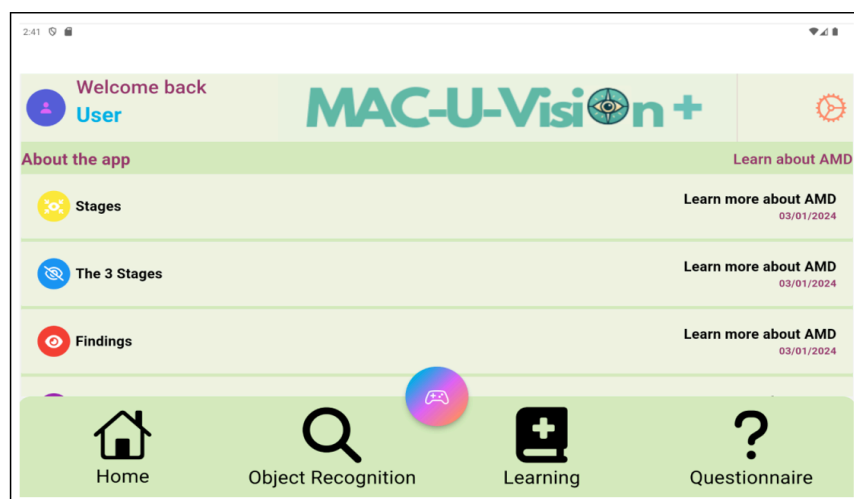 2:41
Welcome back
User
MAC-U-Visi n +
About the app
Learn about AMD
Stages
Learn more about AMD
03/01/2024
The 3 Stages
Learn more about AMD
03/01/2024
Findings
Learn more about AMD
03/01/2024
Home
Object Recognition
Learning
Questionnaire